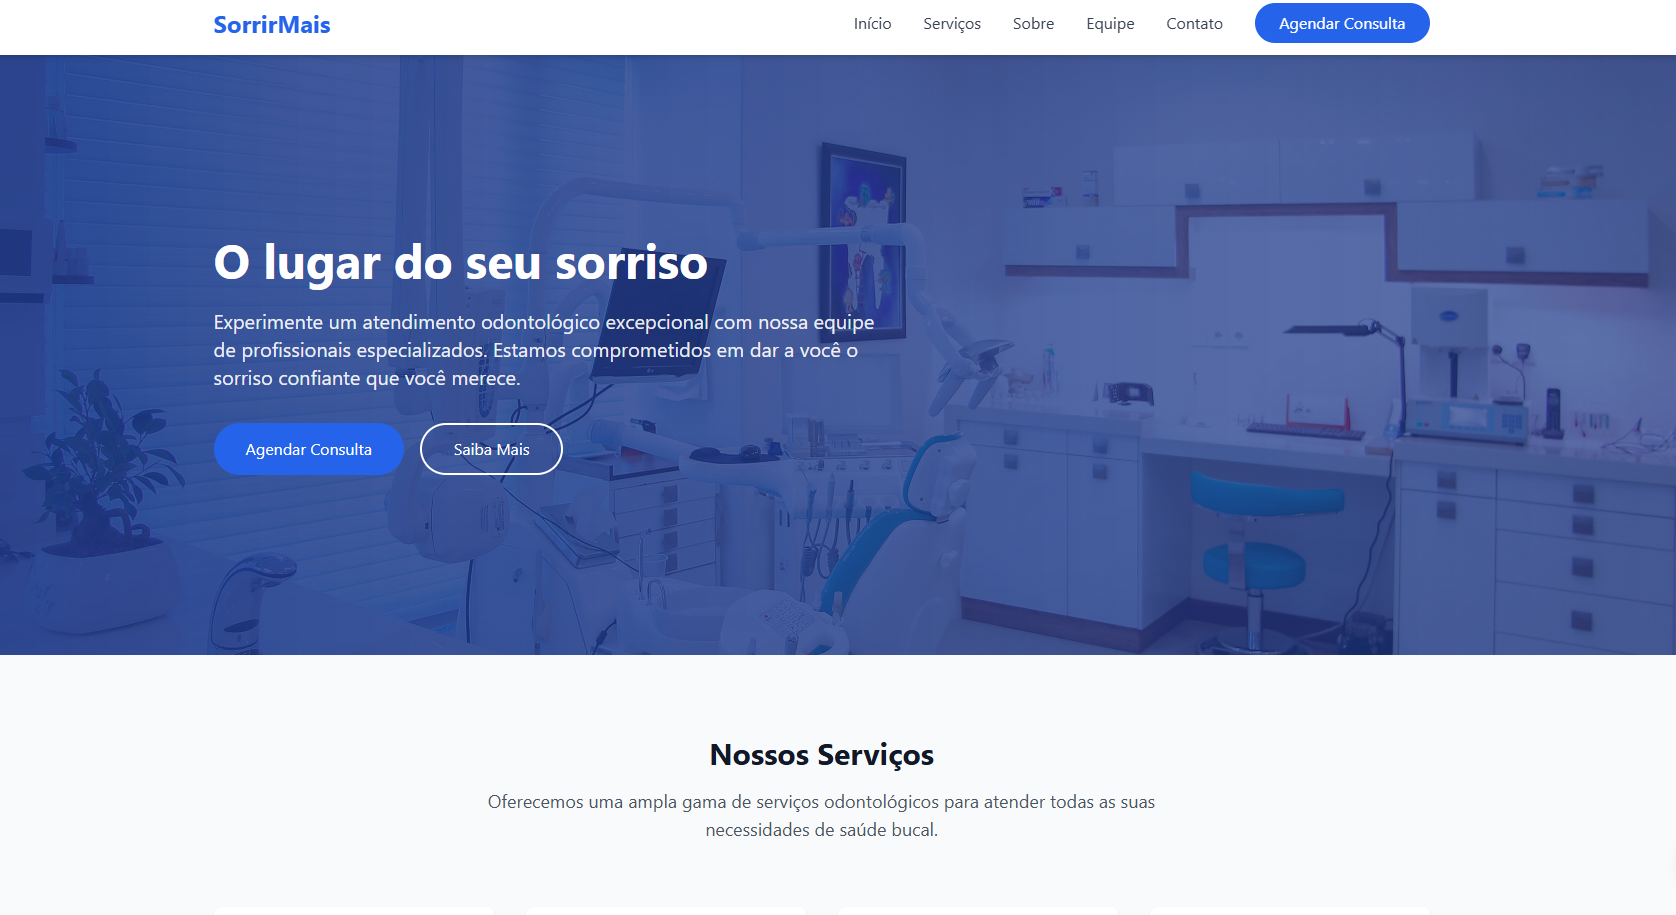 SorrirMais
Início
Serviços
Sobre
Equipe
Contato
Agendar Consulta
O lugar do seu sorriso
Experimente um atendimento odontológico excepcional com nossa equipe
de profissionais especializados. Estamos comprometidos em dar a você o
sorriso confiante que você merece.
Agendar Consulta
Saiba Mais
Nossos Serviços
Oferecemos uma ampla gama de serviços odontológicos para atender todas as suas
necessidades de saúde bucal.